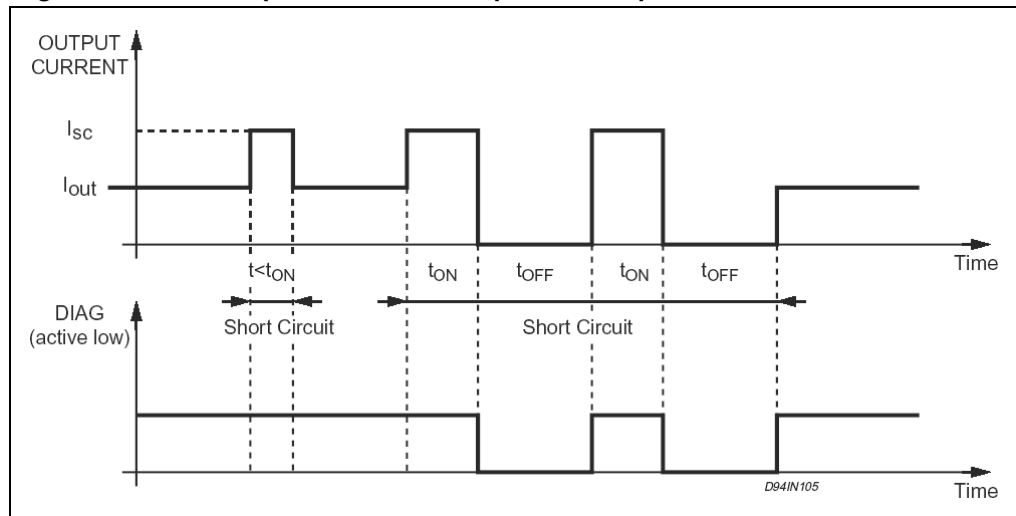 OUTPUT
CURRENT
Isc
Iout
t<tON
tON
tOFF
tON
tOFF
Time
DIAG
(active low)
Short Circuit
Short Circuit
D94IN105
Time